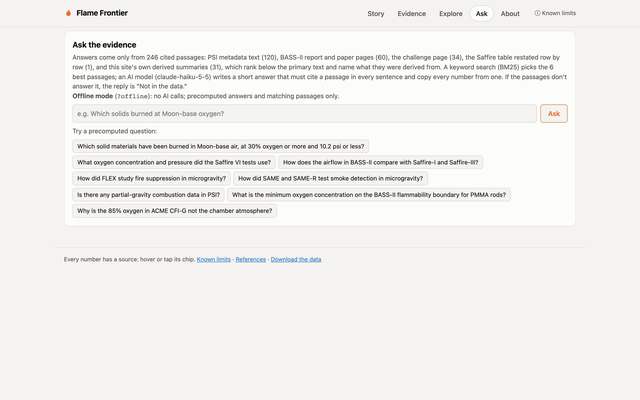 Flame Frontier
Story Evidence Explore Ask About ⓘ Known limits
Ask the evidence
Answers come only from 246 cited passages: PSI metadata text (120), BASS-II report and paper pages (60), the challenge page (34), the Saffire table restated row by
row (1), and this site's own derived summaries (31), which rank below the primary text and name what they were derived from. A keyword search (BM25) picks the 6
best passages; an AI model (claude-haiku-5-5) writes a short answer that must cite a passage in every sentence and copy every number from one. If the passages don't
answer it, the reply is "Not in the data."
Offline mode (?offline): no AI calls; precomputed answers and matching passages only.
e.g. Which solids burned at Moon-base oxygen?
Ask
Try a precomputed question:
Which solid materials have been burned in Moon-base air, at 30% oxygen or more and 10.2 psi or less?
What oxygen concentration and pressure did the Saffire VI tests use? How does the airflow in BASS-II compare with Saffire-I and Saffire-III?
How did FLEX study fire suppression in microgravity? How did SAME and SAME-R test smoke detection in microgravity?
Is there any partial-gravity combustion data in PSI? What is the minimum oxygen concentration on the BASS-II flammability boundary for PMMA rods?
Why is the 85% oxygen in ACME CFI-G not the chamber atmosphere?
Every number has a source: hover or tap its chip. Known limits · References · Download the data